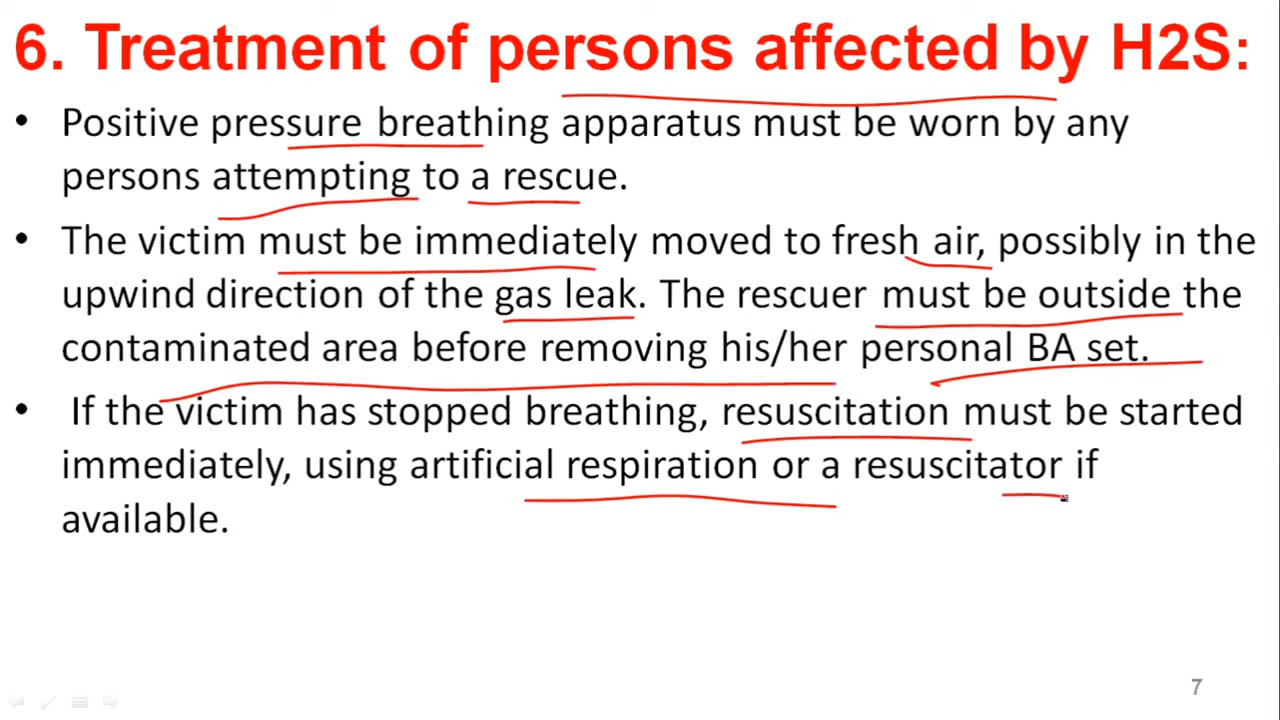 6. Treatment of persons affected by H2S:
• Positive pressure breathing apparatus must be worn by any
persons attempting to a rescue.
• The victim must be immediately moved to fresh air, possibly in the
upwind direction of the gas leak. The rescuer must be outside the
contaminated area before removing his/her personal BA set.
• If the victim has stopped breathing, resuscitation must be started
immediately, using artificial respiration or a resuscitator if
available.
7